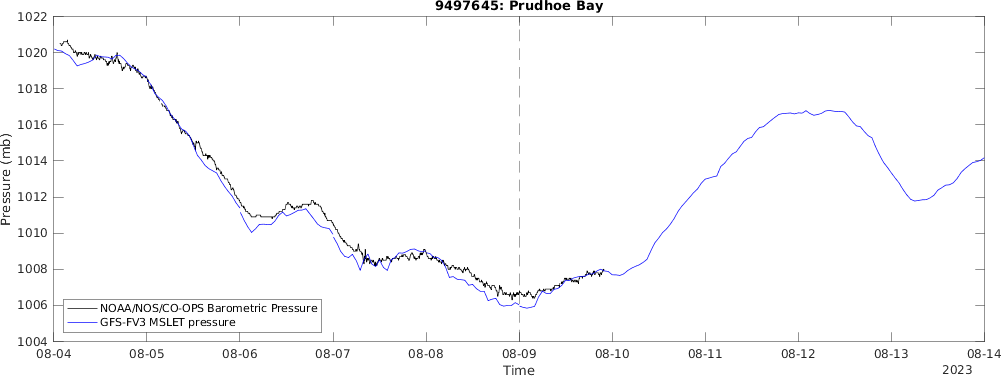 9497645: Prudhoe Bay
1022
1020
1018
1016
1014
1012
1010
1008
1006
1004
Pressure (mb)
NOAA/NOS/CO-OPS Barometric Pressure
GFS-FV3 MSLET pressure
08-04 08-05 08-06 08-07 08-08 08-09 08-10 08-11 08-12 08-13 08-14
Time
2023